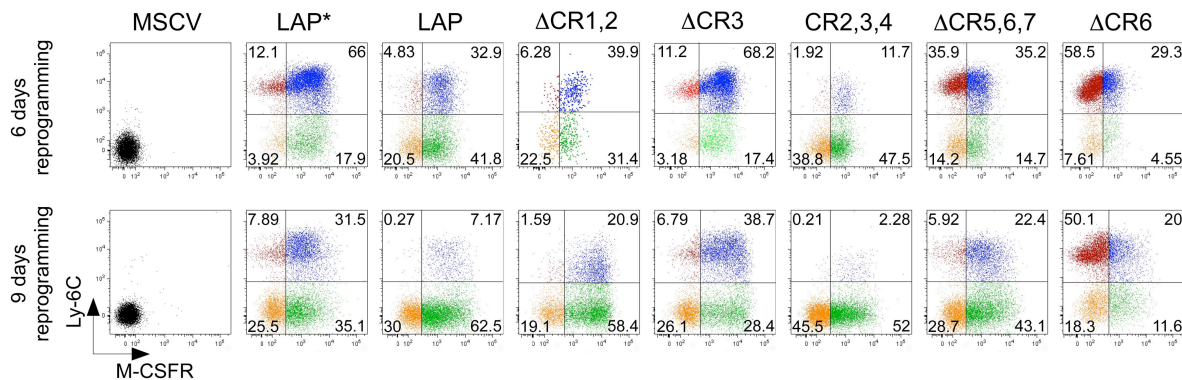 MSCV LAP* LAP ΔCR1,2 ΔCR3 CR2,3,4 ΔCR5,6,7 ΔCR6
6 days
reprogramming
12.1 66 4.83 32.9 6.28 39.9 11.2 68.2 1.92 11.7 35.9 35.2 58.5 29.3
3.92 17.9 20.5 41.8 22.5 31.4 3.18 17.4 38.8 47.5 14.2 14.7 7.61 4.55
9 days
reprogramming
7.89 31.5 0.27 7.17 1.59 20.9 6.79 38.7 0.21 2.28 5.92 22.4 50.1 20
25.5 35.1 30 62.5 19.1 58.4 26.1 28.4 45.5 52 28.7 43.1 18.3 11.6
Ly-6C
M-CSFR